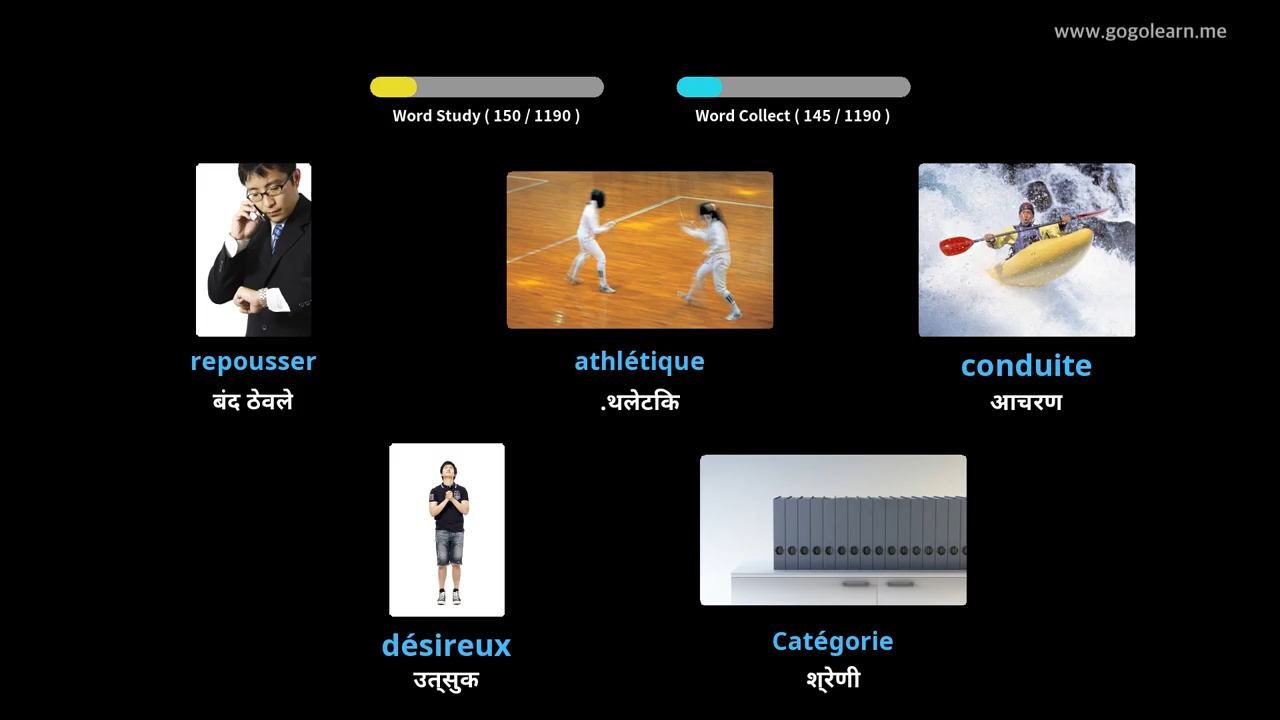 www.gogolearn.me
Word Study ( 150 / 1190 )
Word Collect ( 145 / 1190 )
repousser
बंद ठेवले
athlétique
.थलेटकि
conduite
आचरण
désireux
उत्सुक
Catégorie
श्रेणी